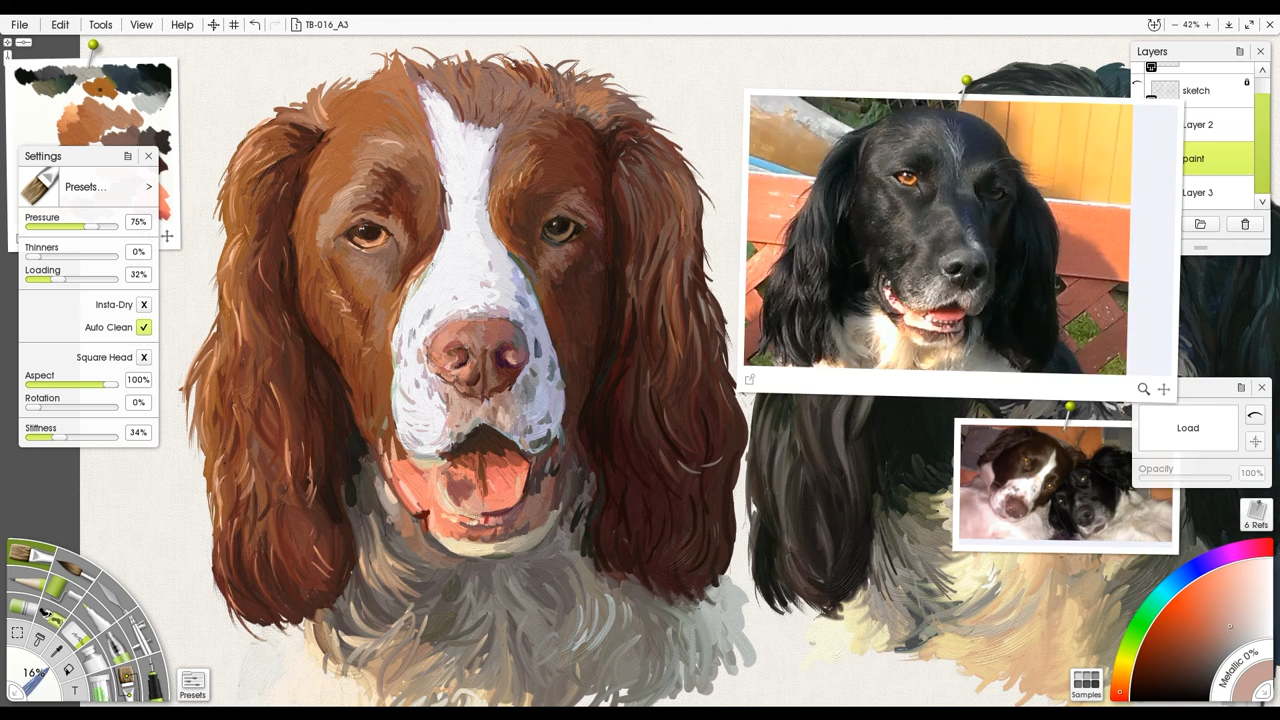 File Edit Tools View Help TB-016_A3 42%
Layers
sketch
Layer 2
paint
Layer 3
Settings
Presets...
Pressure 75%
Thinners 0%
Loading 32%
Insta-Dry X
Auto Clean
Square Head X
Aspect 100%
Rotation 0%
Stiffness 34%
Load
Opacity 100%
6 Refs
16%
T
Presets
Samples
Metallic 0%